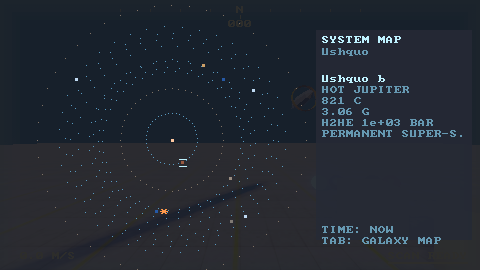 N
000
SYSTEM MAP
Ushquo
Ushquo b
HOT JUPITER
821 C
3.06 G
H2HE 1e+03 BAR
PERMANENT SUPER-S.
TIME: NOW
TAB: GALAXY MAP
M/S